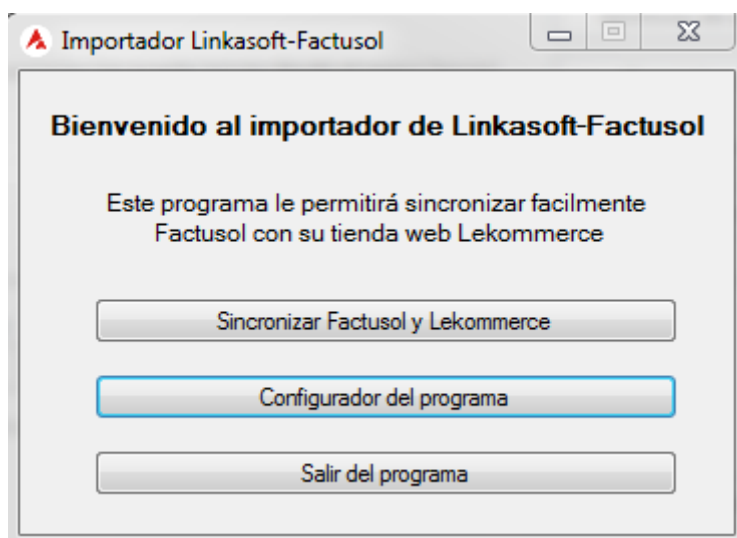 Importador Linkasoft-Factusol
Bienvenido al importador de Linkasoft-Factusol
Este programa le permitirá sincronizar facilmente
Factusol con su tienda web Lekommerce
Sincronizar Factusol y Lekommerce
Configurador del programa
Salir del programa